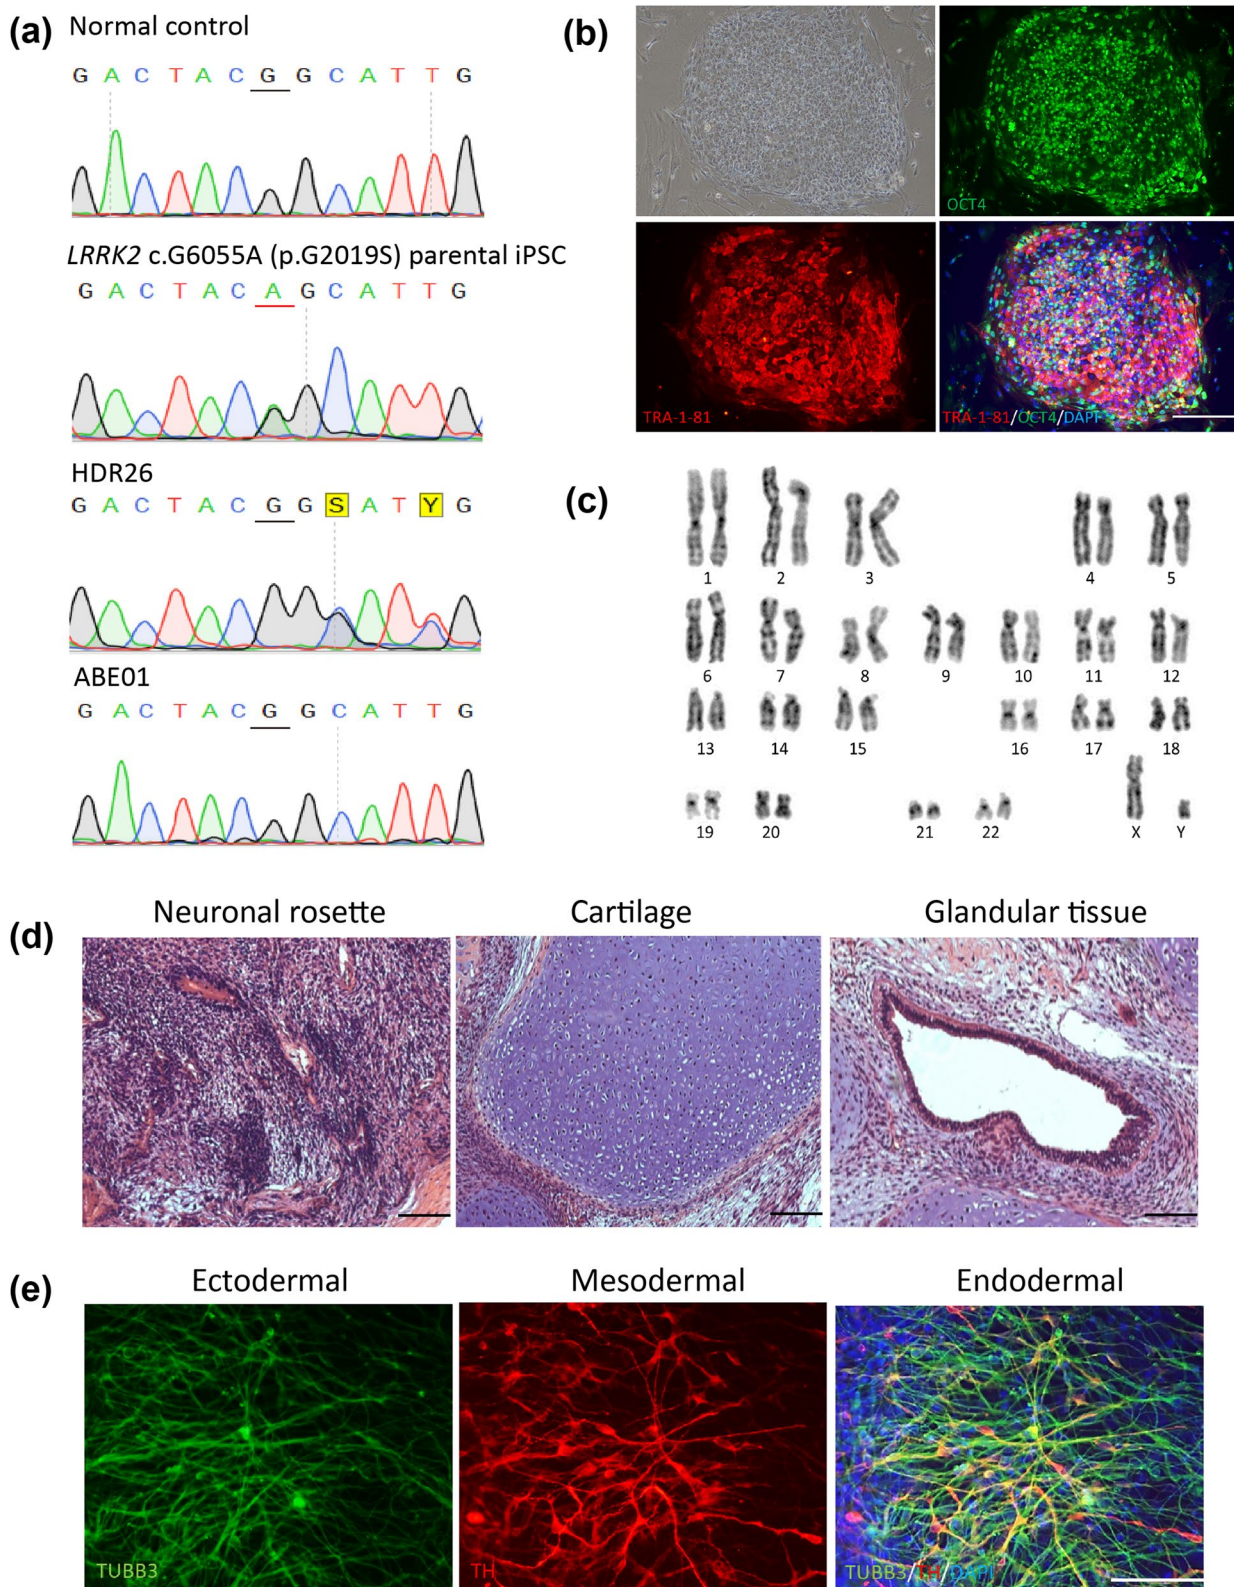 (a)
Normal control
G A C T A C G G C A T T G
LRRK2 c.G6055A (p.G2019S) parental iPSC
G A C T A C A G C A T T G
HDR26
G A C T A C G G S A T Y G
ABE01
G A C T A C G G C A T T G
(b)
OCT4
TRA-1-81
TRA-1-81/OCT4/DAPI
(c)
1 2 3 4 5
6 7 8 9 10 11 12
13 14 15 16 17 18
19 20 21 22 X Y
(d)
Neuronal rosette Cartilage Glandular tissue
(e)
Ectodermal Mesodermal Endodermal
TUBB3 TH TUBB3/TH/DAPI